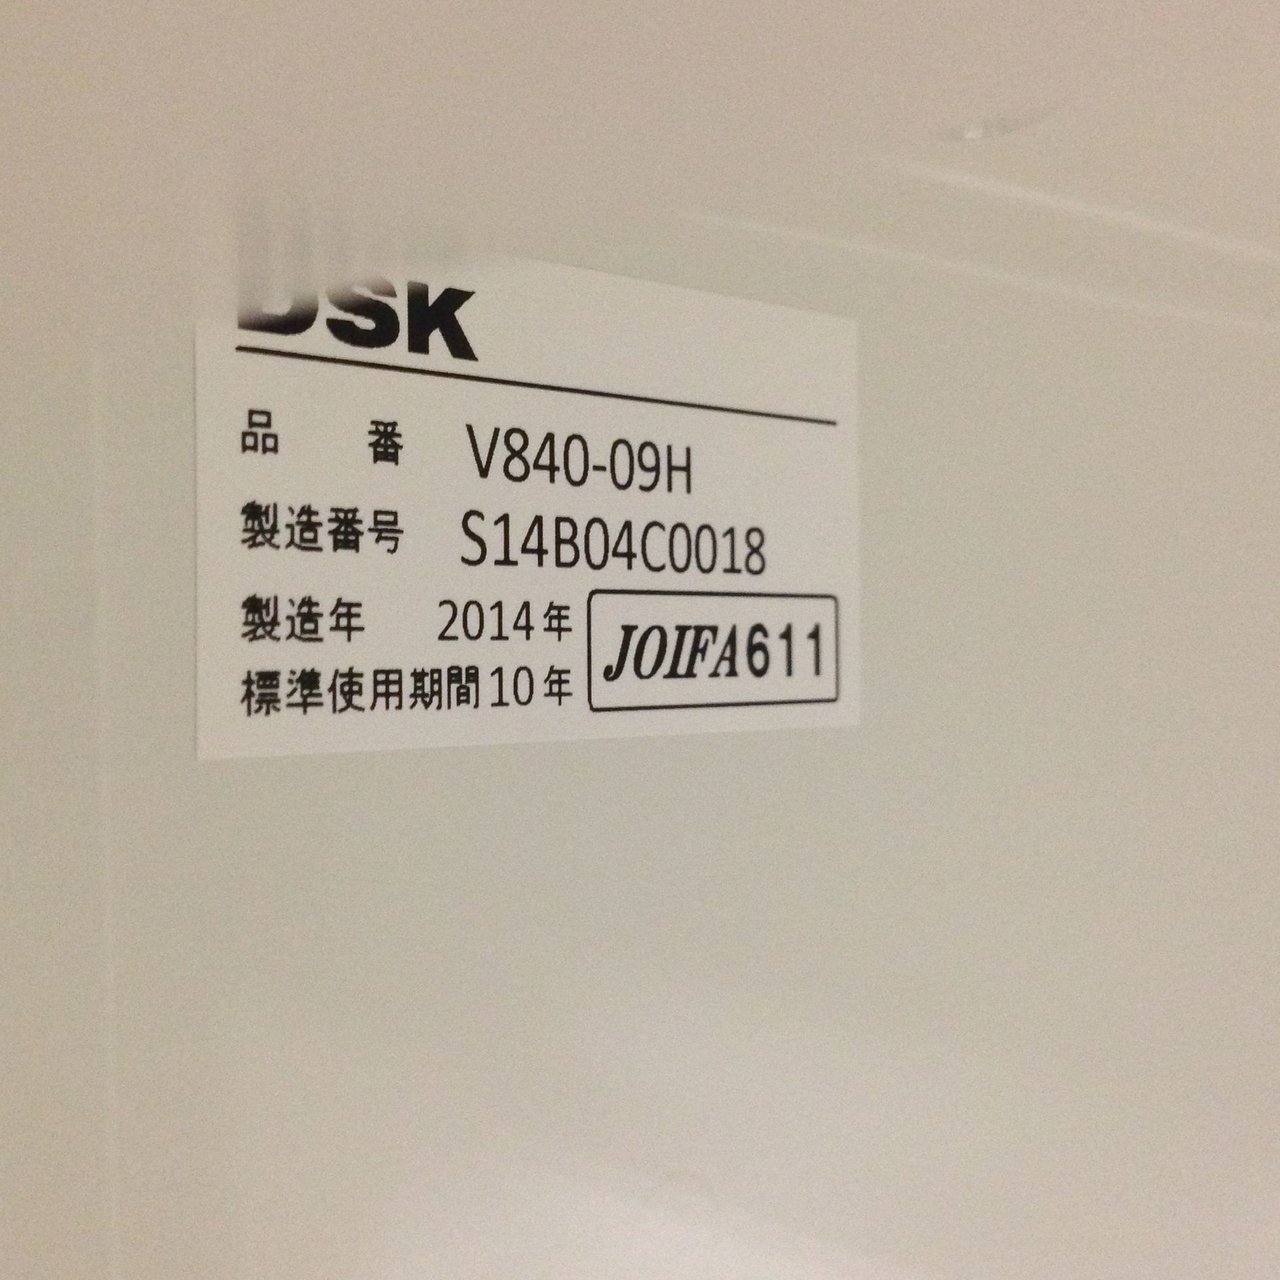 DSK
品 番 V840-09H
製造番号 S14B04C0018
製造年 2014年
標準使用期間10年
JOIFA611